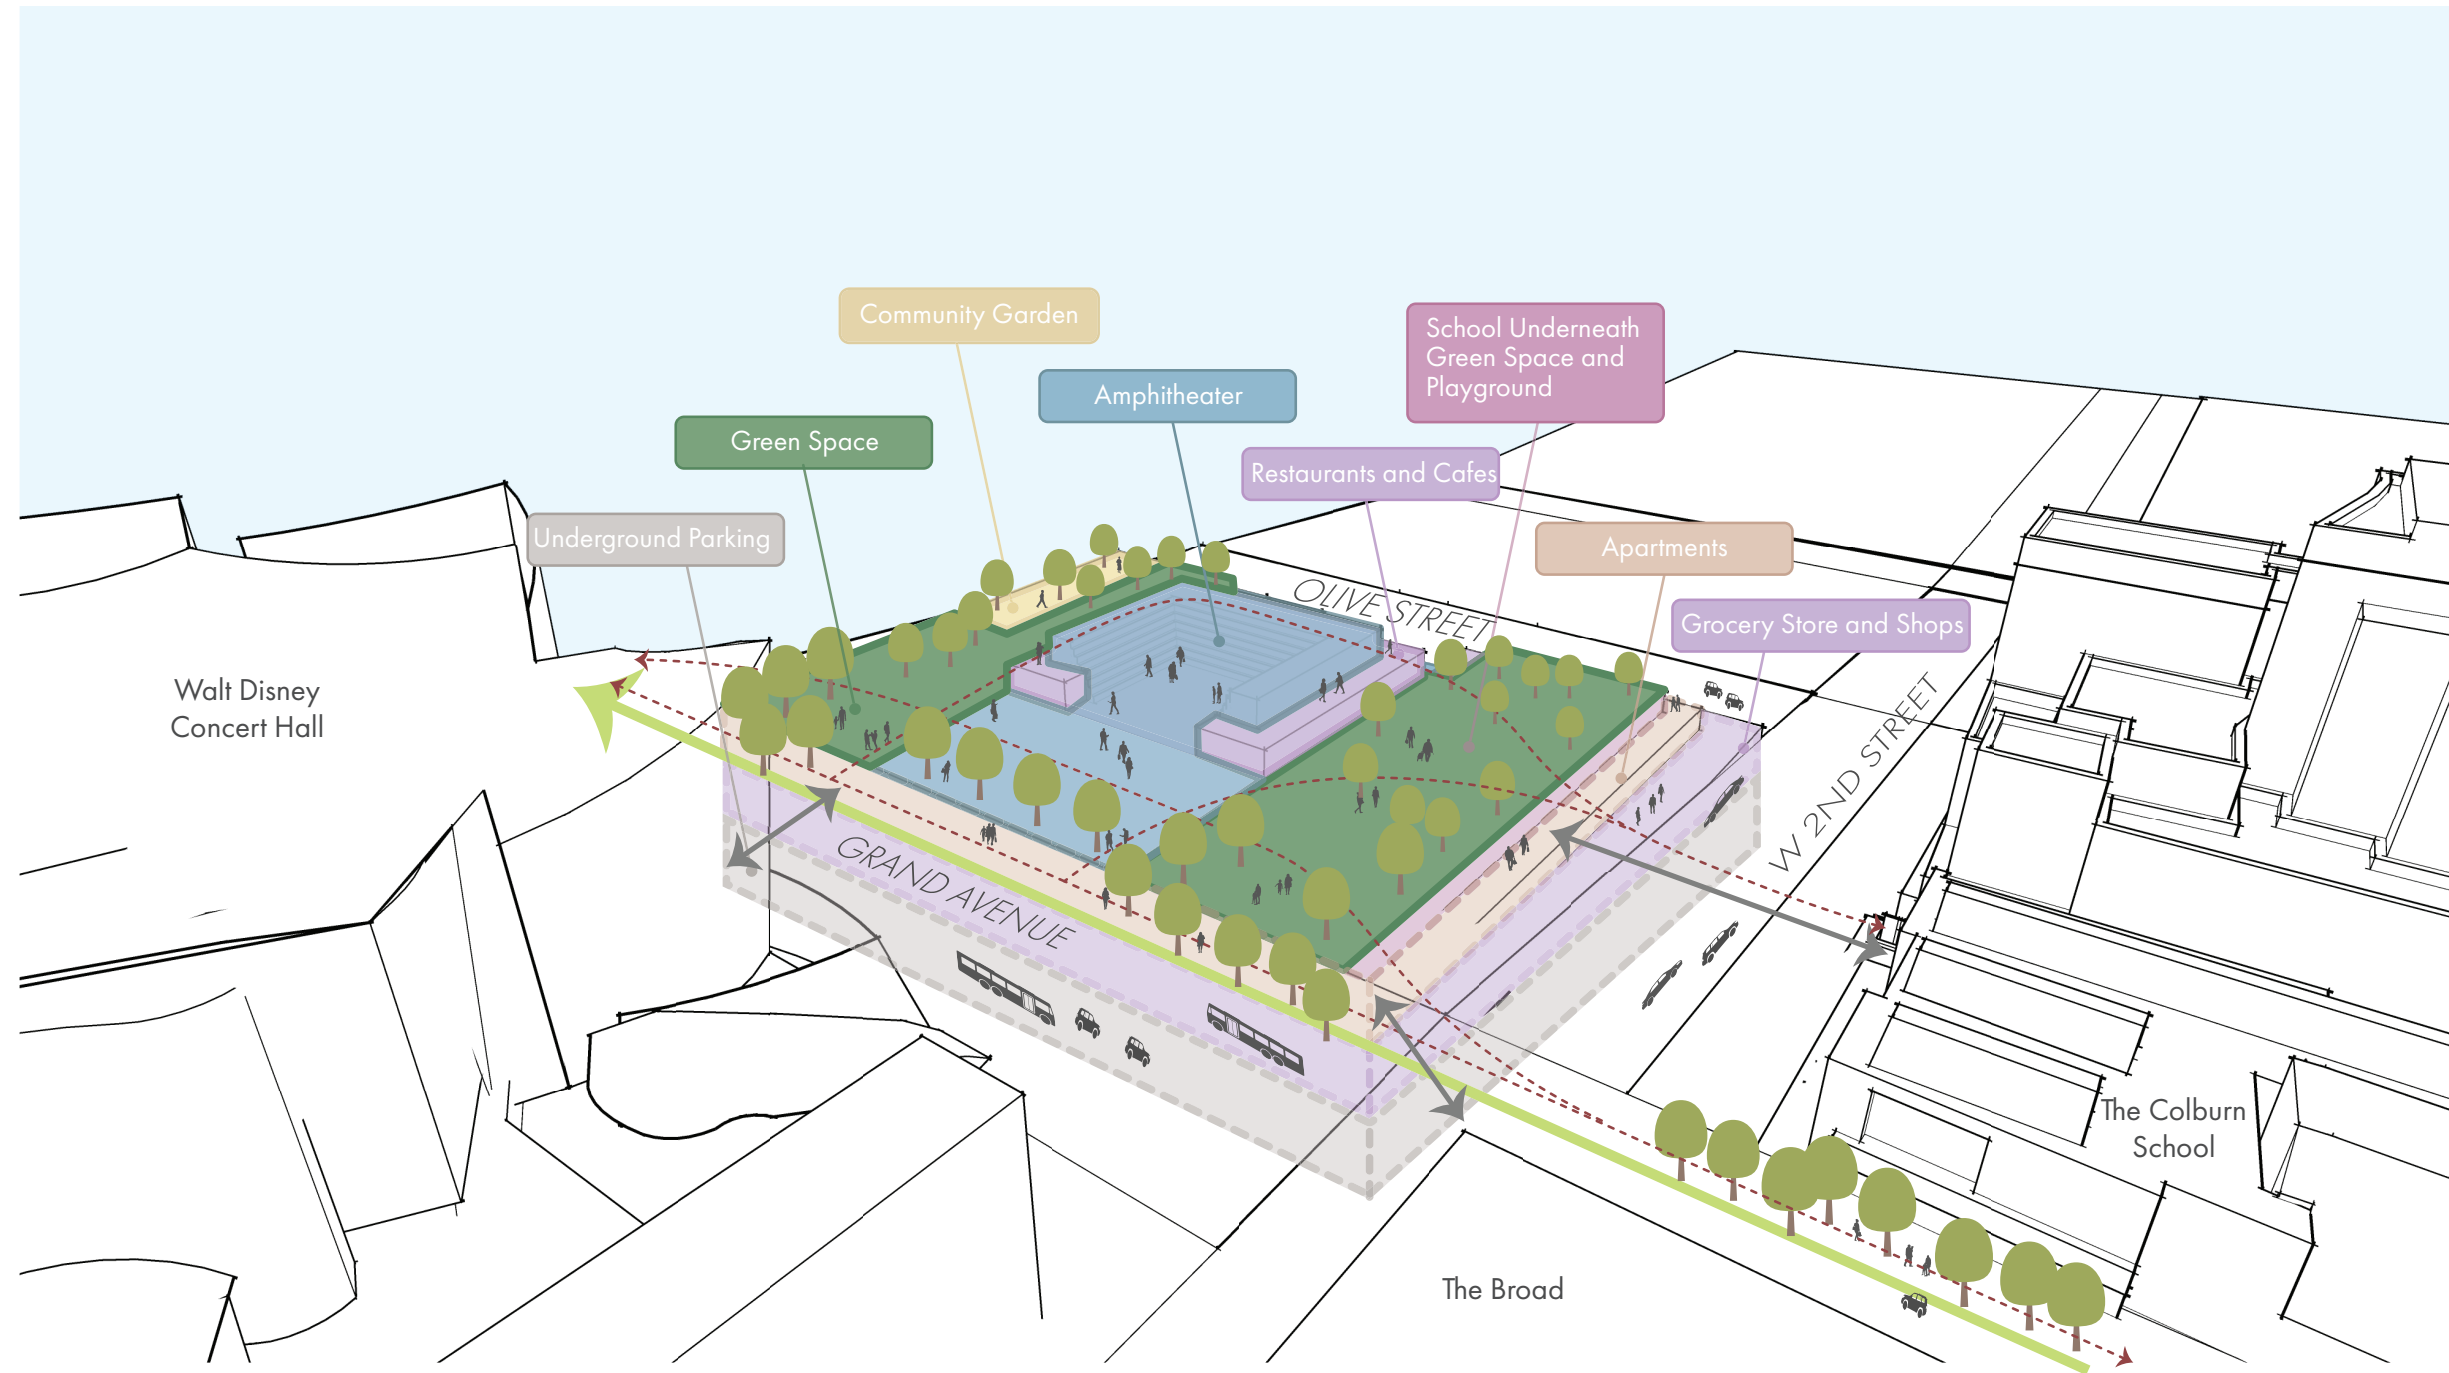 Community Garden
School Underneath
Green Space and
Playground
Amphitheater
Green Space
Restaurants and Cafes
Underground Parking
Apartments
OLIVE STREET
Grocery Store and Shops
Walt Disney
Concert Hall
W 2ND STREET
GRAND AVENUE
The Colburn
School
The Broad